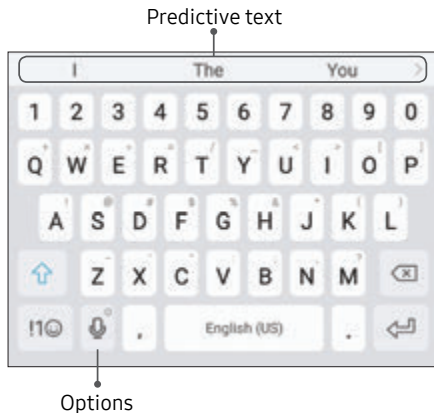 Predictive text
I The You >
1 2 3 4 5 6 7 8 9 0
Q W E R T Y U I O P
A S D F G H J K L
Z X C V B N M
!1☺ , English (US) .
Options